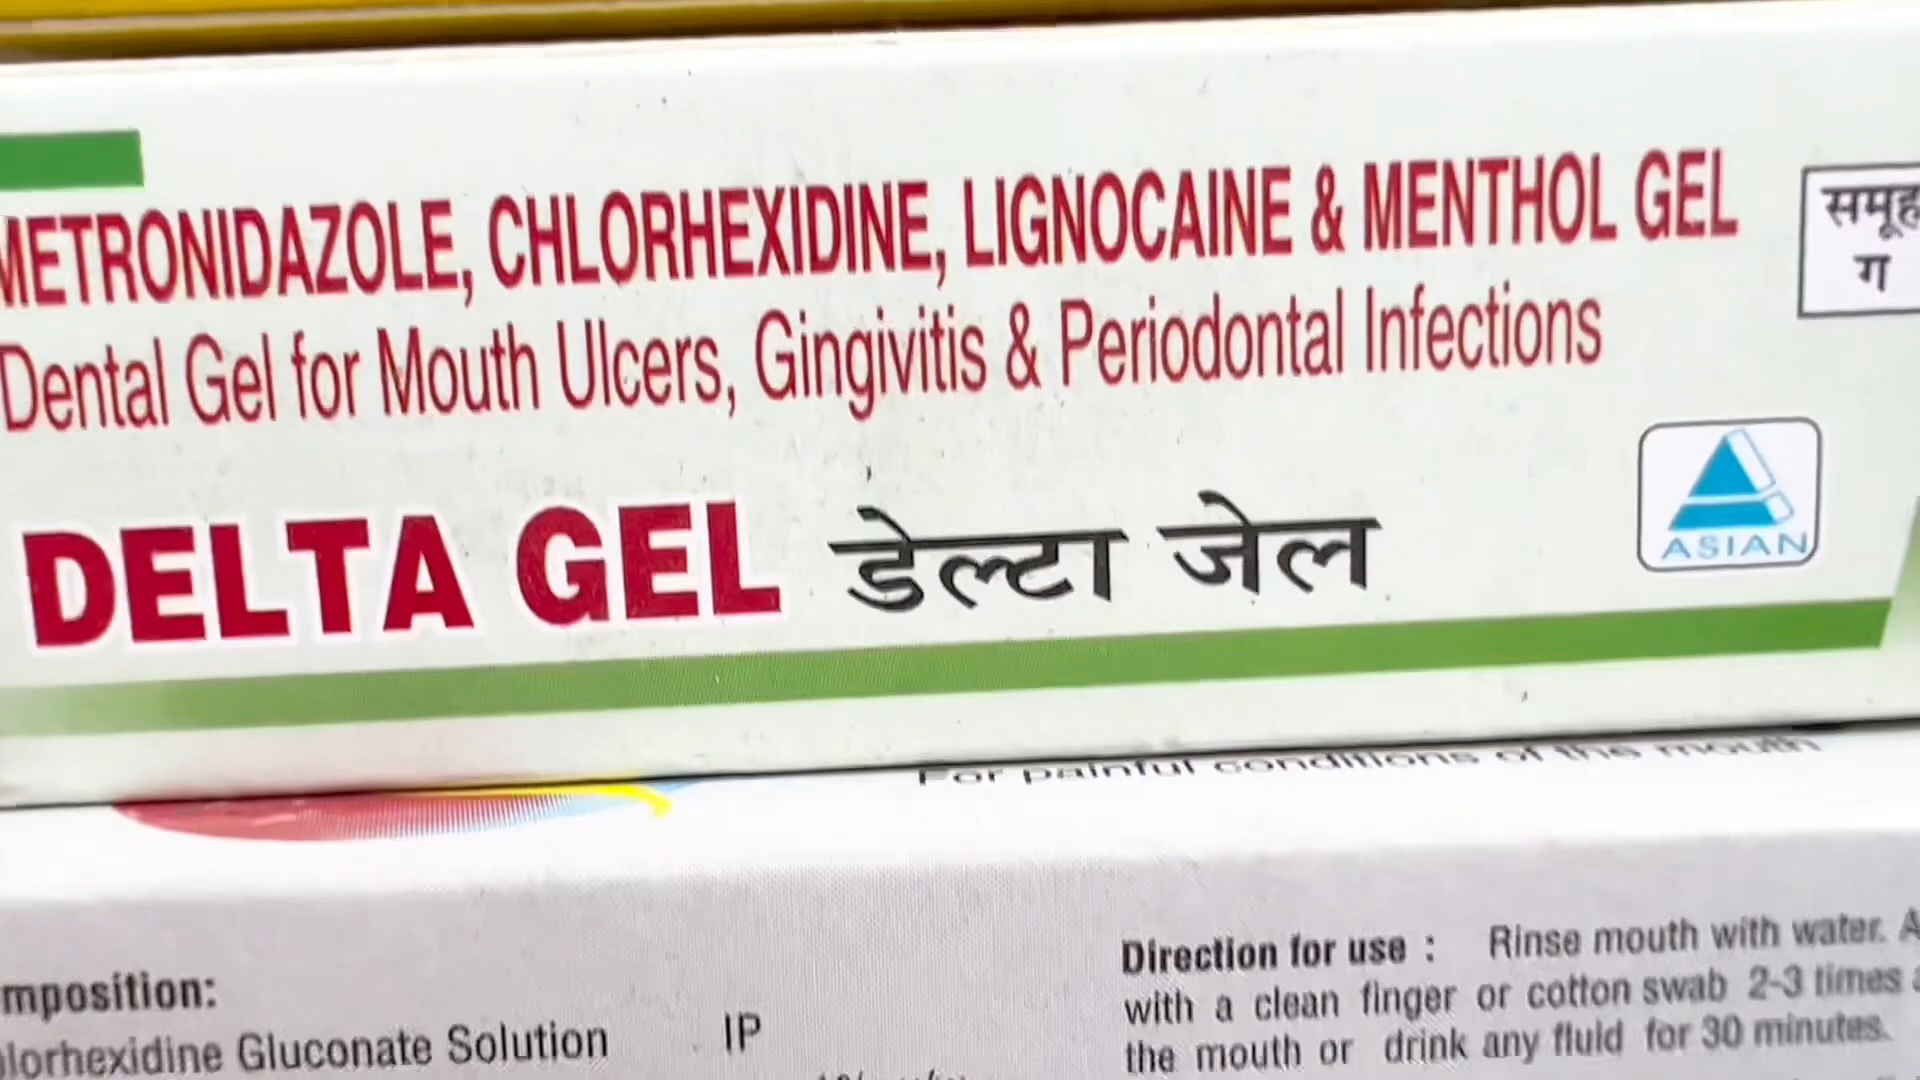 METRONIDAZOLE, CHLORHEXIDINE, LIGNOCAINE & MENTHOL GEL
समूह
ग
Dental Gel for Mouth Ulcers, Gingivitis & Periodontal Infections
DELTA GEL डेल्टा जेल
ASIAN
For painful conditions of the mouth
mposition:
lorhexidine Gluconate Solution IP
Direction for use : Rinse mouth with water. A
with a clean finger or cotton swab 2-3 times a
the mouth or drink any fluid for 30 minutes.